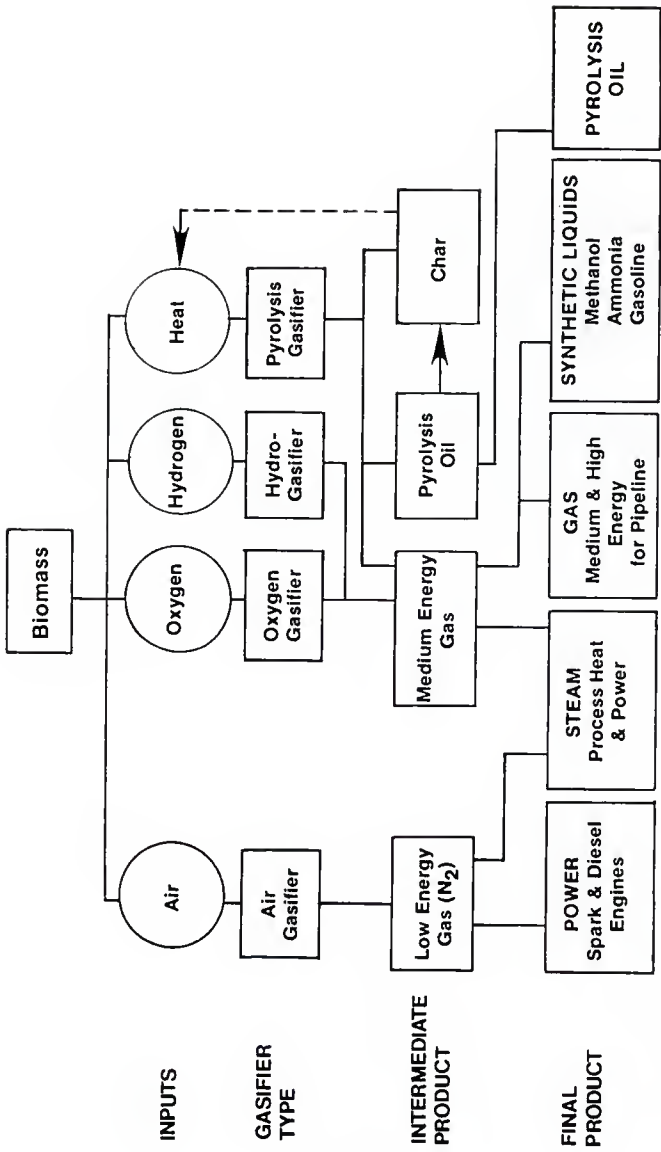 Biomass
INPUTS
Air
Oxygen
Hydrogen
Heat
GASIFIER
TYPE
Air
Gasifier
Oxygen
Gasifier
Hydro-
Gasifier
Pyrolysis
Gasifier
INTERMEDIATE
PRODUCT
Low Energy
Gas (N₂)
Medium Energy
Gas
Pyrolysis
Oil
Char
FINAL
PRODUCT
POWER
Spark & Diesel
Engines
STEAM
Process Heat
& Power
GAS
Medium & High
Energy
for Pipeline
SYNTHETIC LIQUIDS
Methanol
Ammonia
Gasoline
PYROLYSIS
OIL